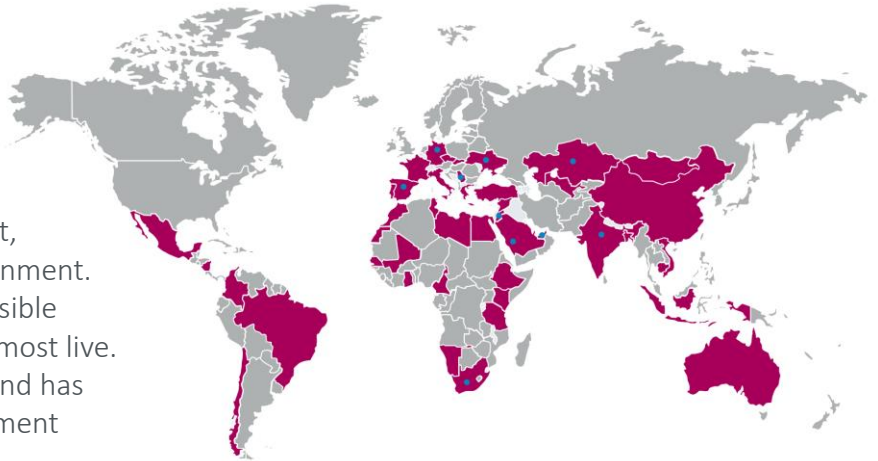 t,
nment.
sible
most live.
nd has
ment